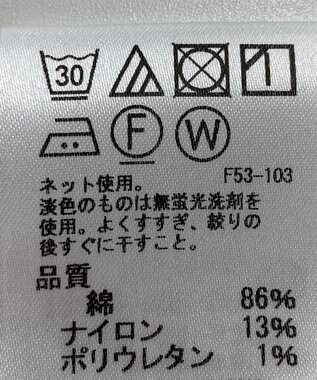 30
F W
F53-103
ネット使用。
淡色のものは無蛍光洗剤を
使用。よくすすぎ、絞りの
後すぐに干すこと。
品質
綿 86%
ナイロン 13%
ポリウレタン 1%